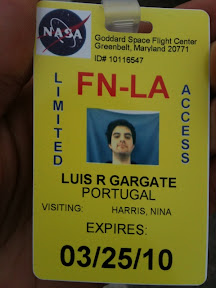 NASA
Goddard Space Flight Center
Greenbelt, Maryland 20771
ID# 10116547
FN-LA
LIMITED
ACCESS
LUIS R GARGATE
PORTUGAL
VISITING: HARRIS, NINA
EXPIRES:
03/25/10